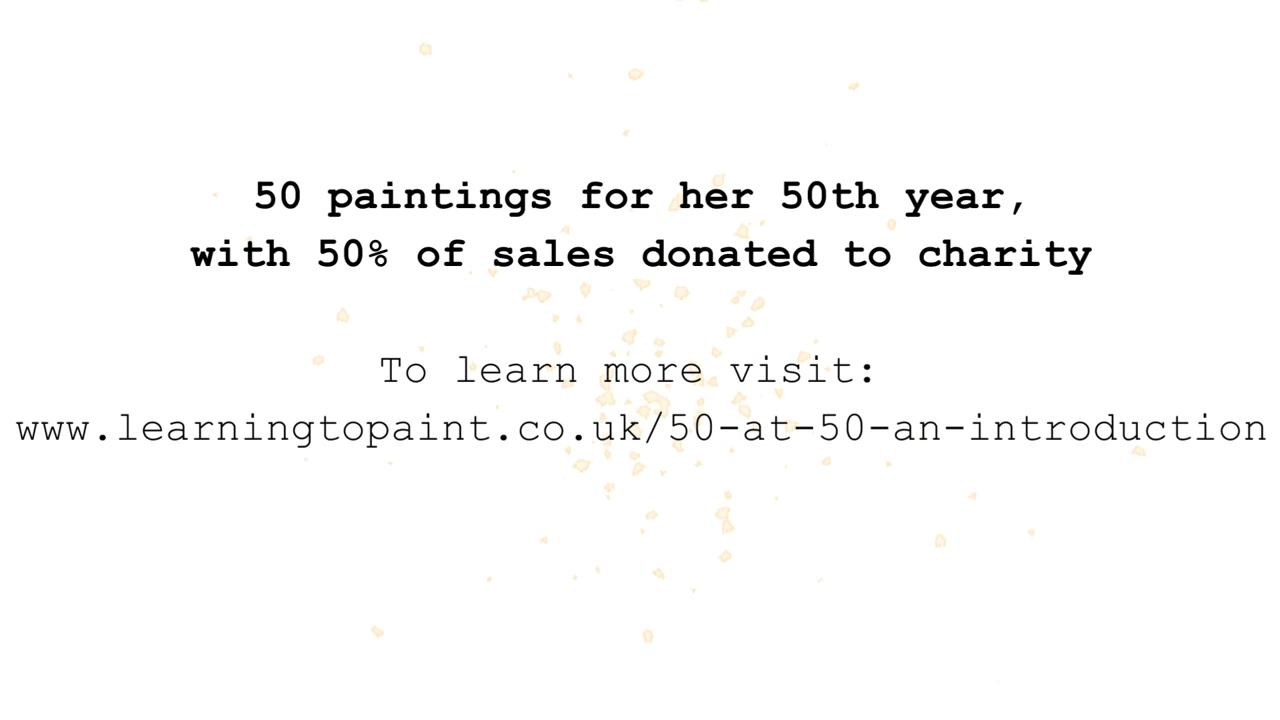 50 paintings for her 50th year,
with 50% of sales donated to charity
To learn more visit:
www.learningtopaint.co.uk/50-at-50-an-introduction